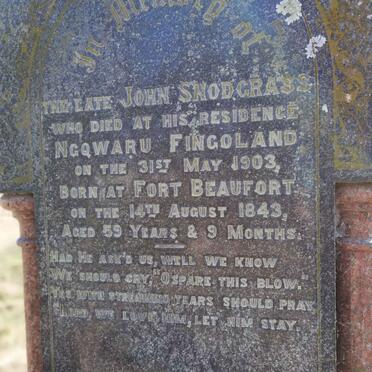 In Memory of
THE LATE JOHN SNODGRASS
WHO DIED AT HIS RESIDENCE
NGQWARU FINGOLAND
ON THE 31ST MAY 1903,
BORN AT FORT BEAUFORT
ON THE 14TH AUGUST 1843,
AGED 59 YEARS & 9 MONTHS.
HAD HE ASK'D US, WELL WE KNOW
WE SHOULD CRY, "O SPARE THIS BLOW."
YES, WITH STREAMING TEARS SHOULD PRAY
"LORD, WE LOVE HIM, LET HIM STAY."